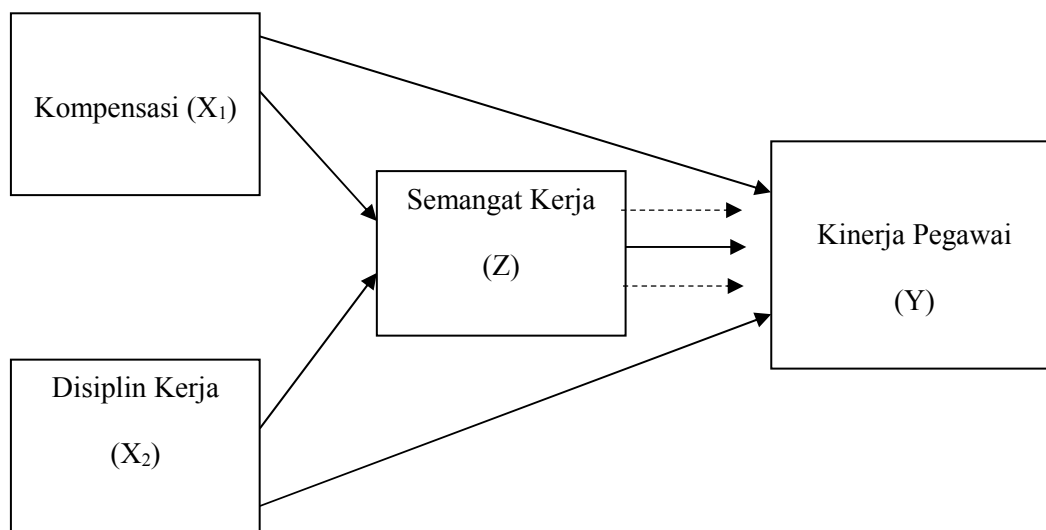 Kompensasi (X₁)
Semangat Kerja
(Z)
Kinerja Pegawai
(Y)
Disiplin Kerja
(X₂)